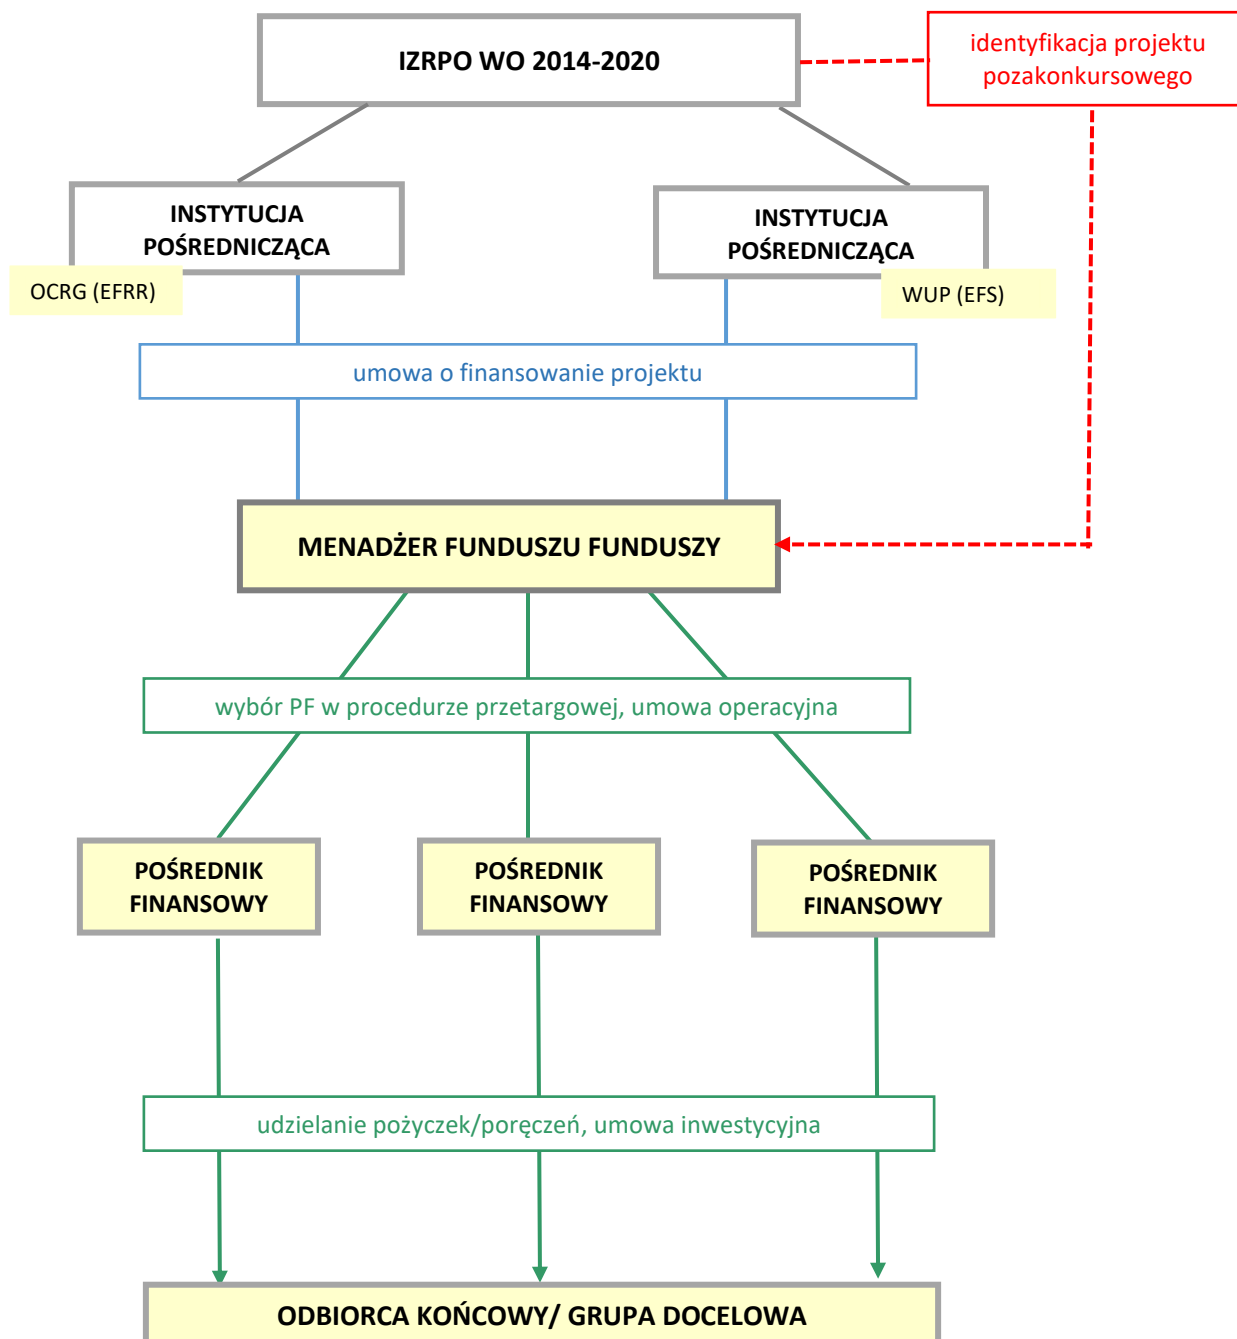 IZRPO WO 2014-2020
identyfikacja projektu
pozakonkursowego
INSTYTUCJA
POŚREDNICZĄCA
OCRG (EFRR)
INSTYTUCJA
POŚREDNICZĄCA
WUP (EFS)
umowa o finansowanie projektu
MENADŻER FUNDUSZU FUNDUSZY
wybór PF w procedurze przetargowej, umowa operacyjna
POŚREDNIK
FINANSOWY
POŚREDNIK
FINANSOWY
POŚREDNIK
FINANSOWY
udzielanie pożyczek/poręczeń, umowa inwestycyjna
ODBIORCA KOŃCOWY/ GRUPA DOCELOWA